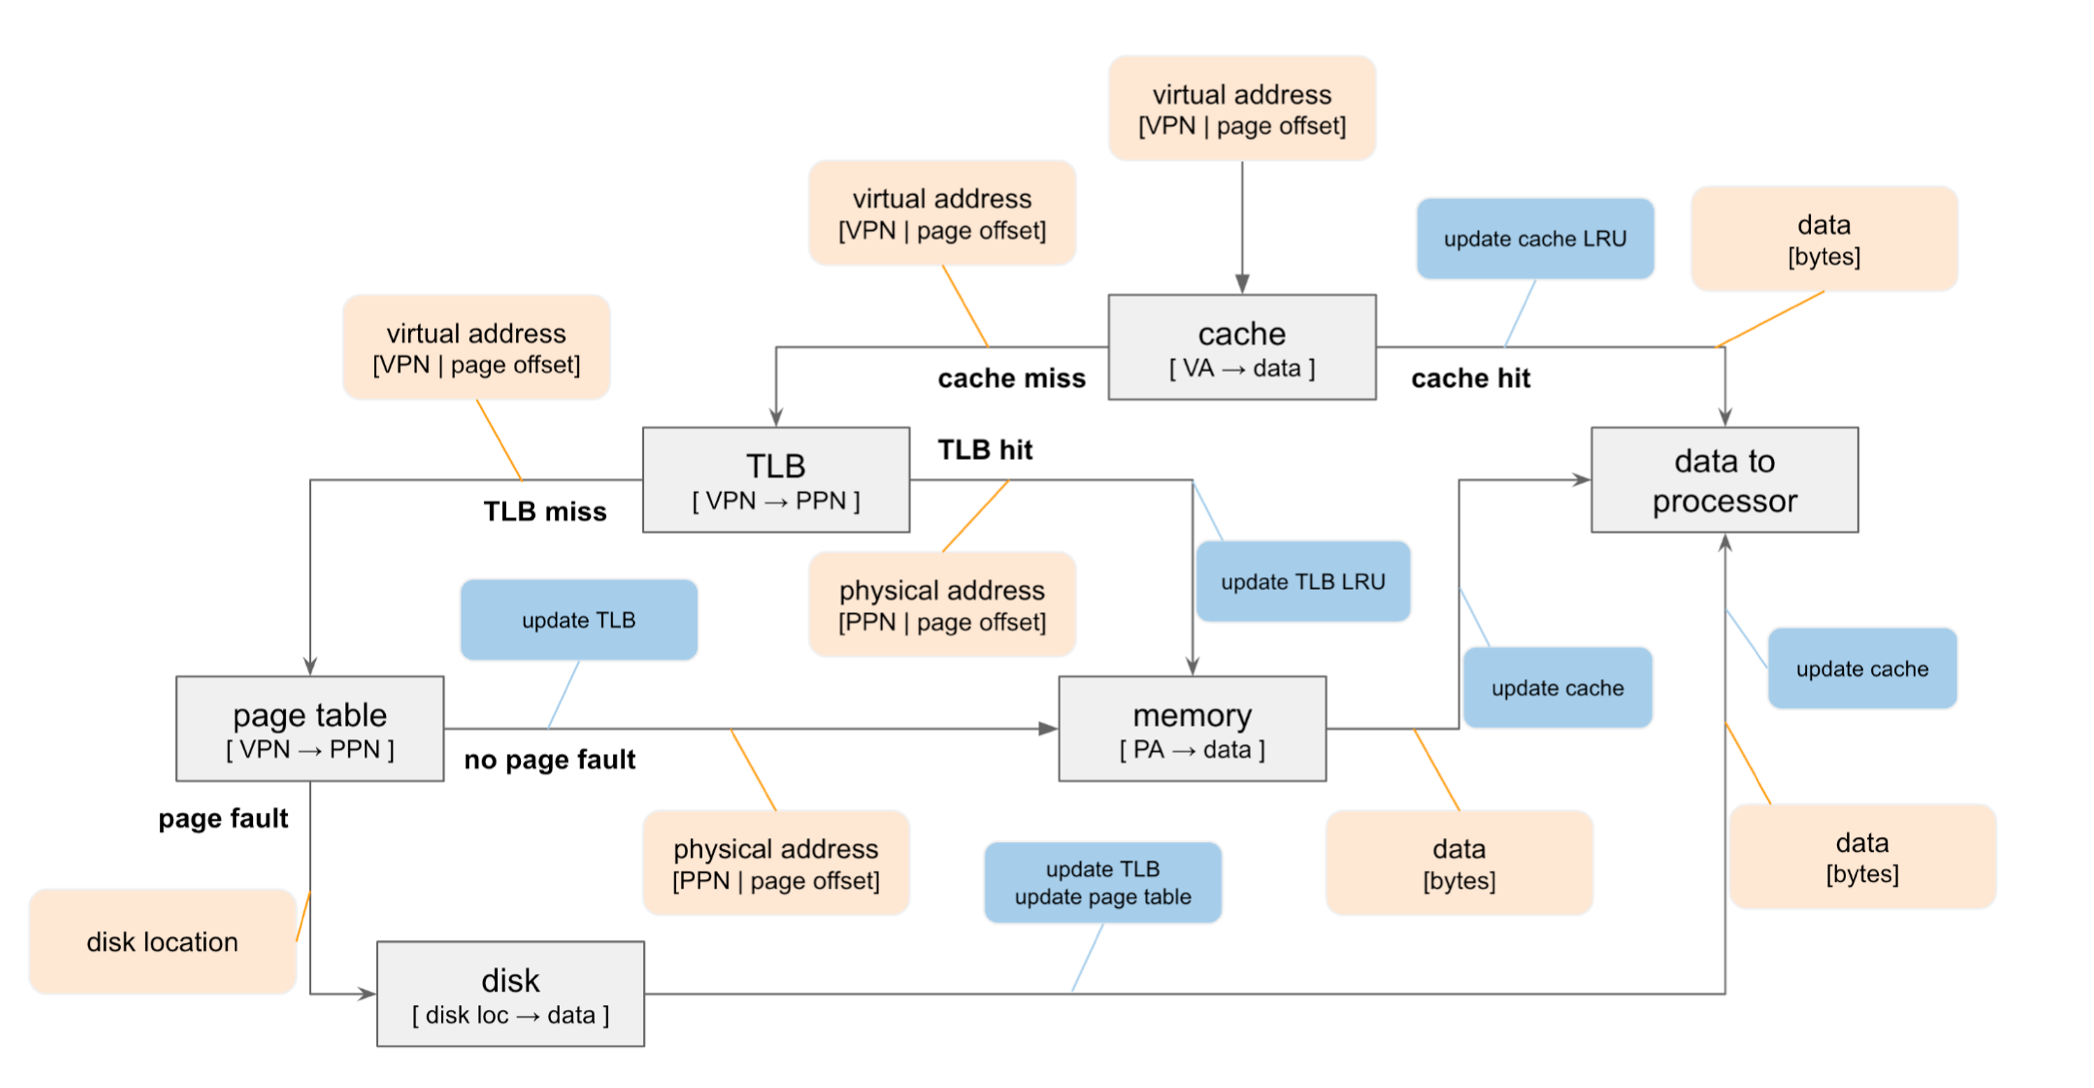 virtual address
[VPN | page offset]
virtual address
[VPN | page offset]
update cache LRU
data
[bytes]
virtual address
[VPN | page offset]
cache
[ VA → data ]
cache miss
cache hit
TLB hit
TLB
[ VPN → PPN ]
data to
processor
TLB miss
physical address
[PPN | page offset]
update TLB LRU
update TLB
update cache
update cache
page table
[ VPN → PPN ]
no page fault
memory
[ PA → data ]
page fault
physical address
[PPN | page offset]
update TLB
update page table
data
[bytes]
data
[bytes]
disk location
disk
[ disk loc → data ]